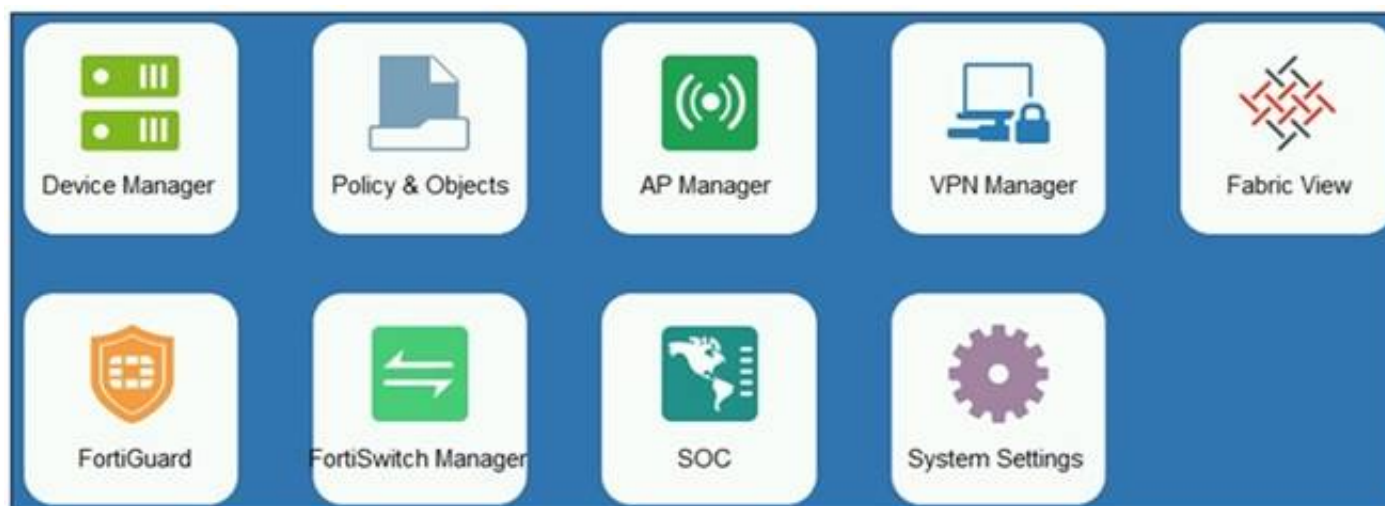 Device Manager
Policy & Objects
AP Manager
VPN Manager
Fabric View
FortiGuard
FortiSwitch Manager
SOC
System Settings